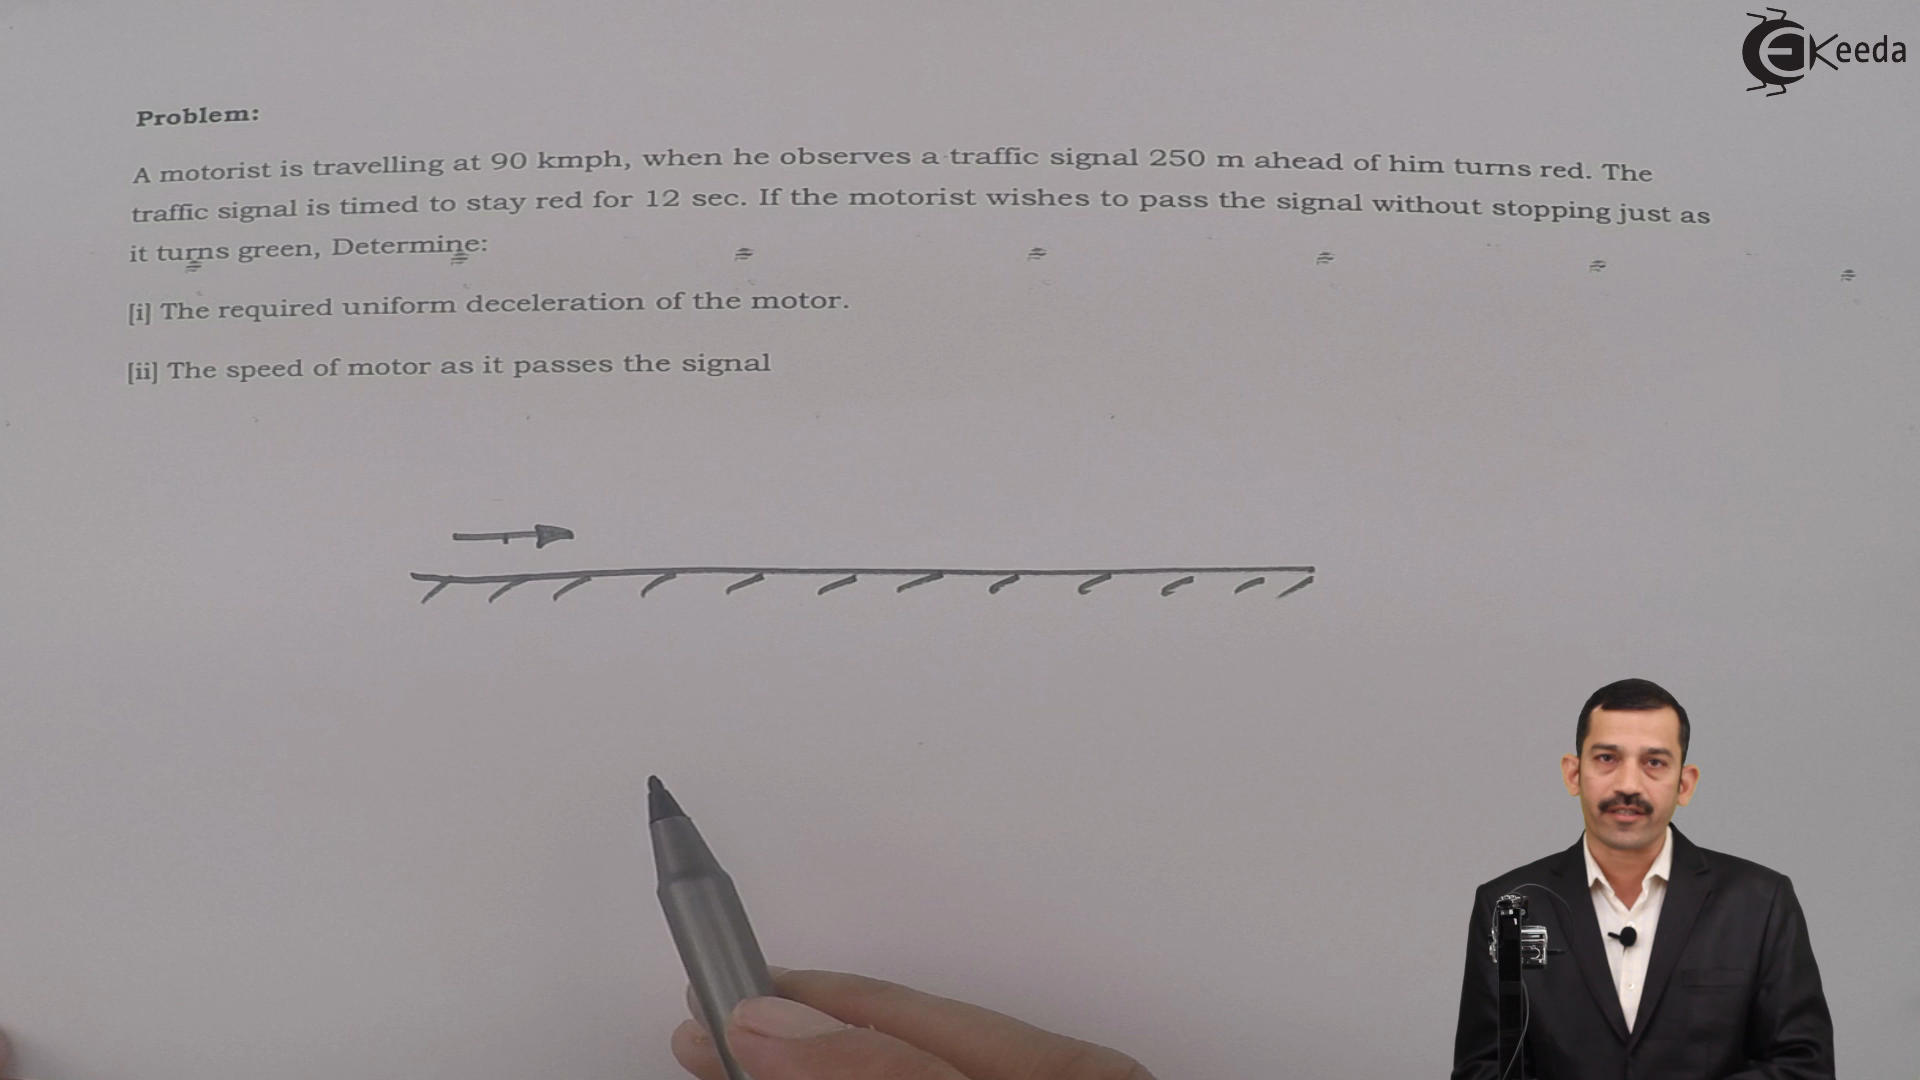 eKeeda
Problem:
A motorist is travelling at 90 kmph, when he observes a traffic signal 250 m ahead of him turns red. The
traffic signal is timed to stay red for 12 sec. If the motorist wishes to pass the signal without stopping just as
it turns green, Determine:
[i] The required uniform deceleration of the motor.
[ii] The speed of motor as it passes the signal